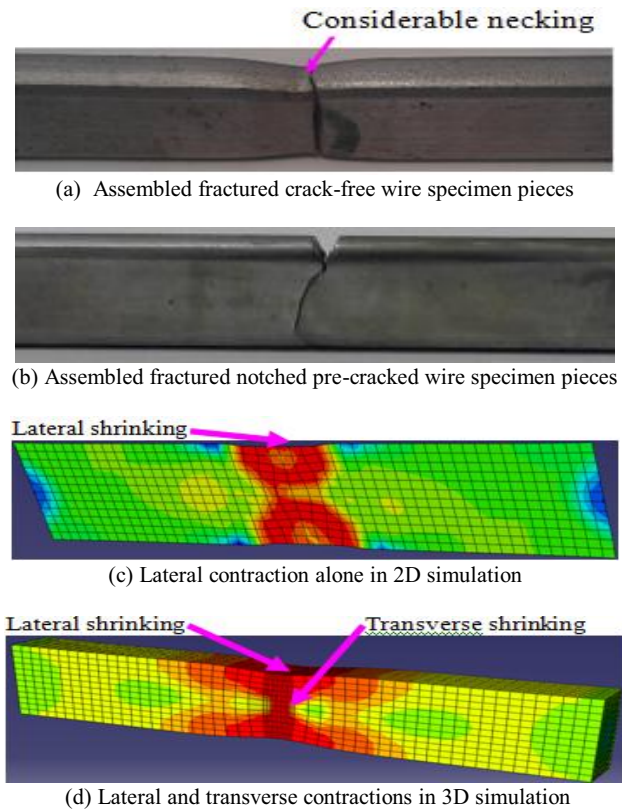 Considerable necking
(a) Assembled fractured crack-free wire specimen pieces
(b) Assembled fractured notched pre-cracked wire specimen pieces
Lateral shrinking
(c) Lateral contraction alone in 2D simulation
Lateral shrinking Transverse shrinking
(d) Lateral and transverse contractions in 3D simulation